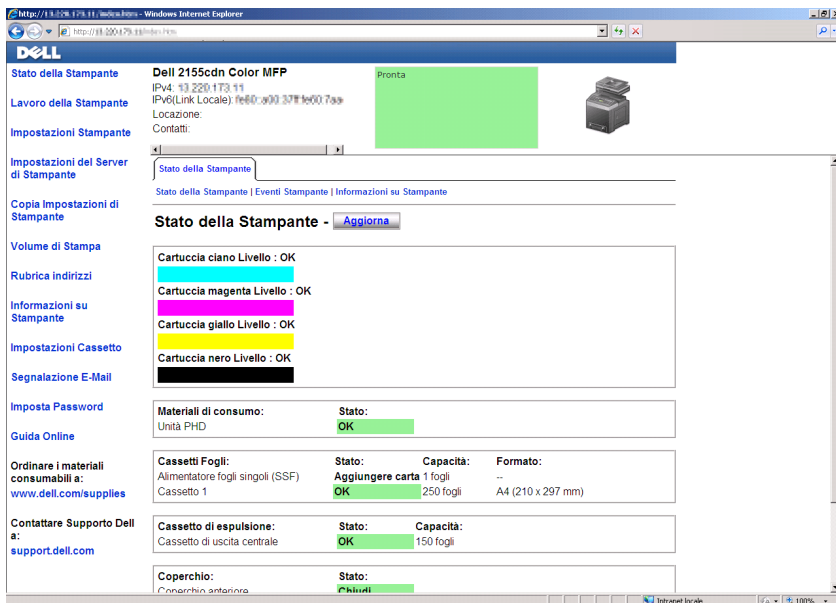 - Windows Internet Explorer
DELL
Stato della Stampante
Lavoro della Stampante
Impostazioni Stampante
Impostazioni del Server
di Stampante
Copia Impostazioni di
Stampante
Volume di Stampa
Rubrica indirizzi
Informazioni su
Stampante
Impostazioni Cassetto
Segnalazione E-Mail
Imposta Password
Guida Online
Ordinare i materiali
consumabili a:
www.dell.com/supplies
Contattare Supporto Dell
a:
support.dell.com
Dell 2155cdn Color MFP
IPv4:
IPv6(Link Locale):
Locazione:
Contatti:
Pronta
Stato della Stampante
Stato della Stampante | Eventi Stampante | Informazioni su Stampante
Stato della Stampante - Aggiorna
Cartuccia ciano Livello : OK
Cartuccia magenta Livello : OK
Cartuccia giallo Livello : OK
Cartuccia nero Livello : OK
Materiali di consumo: Stato:
Unità PHD OK
Cassetti Fogli: Stato: Capacità: Formato:
Alimentatore fogli singoli (SSF) Aggiungere carta 1 fogli --
Cassetto 1 OK 250 fogli A4 (210 x 297 mm)
Cassetto di espulsione: Stato: Capacità:
Cassetto di uscita centrale OK 150 fogli
Coperchio: Stato:
Coperchio anteriore Chiudi
Intranet locale 100%